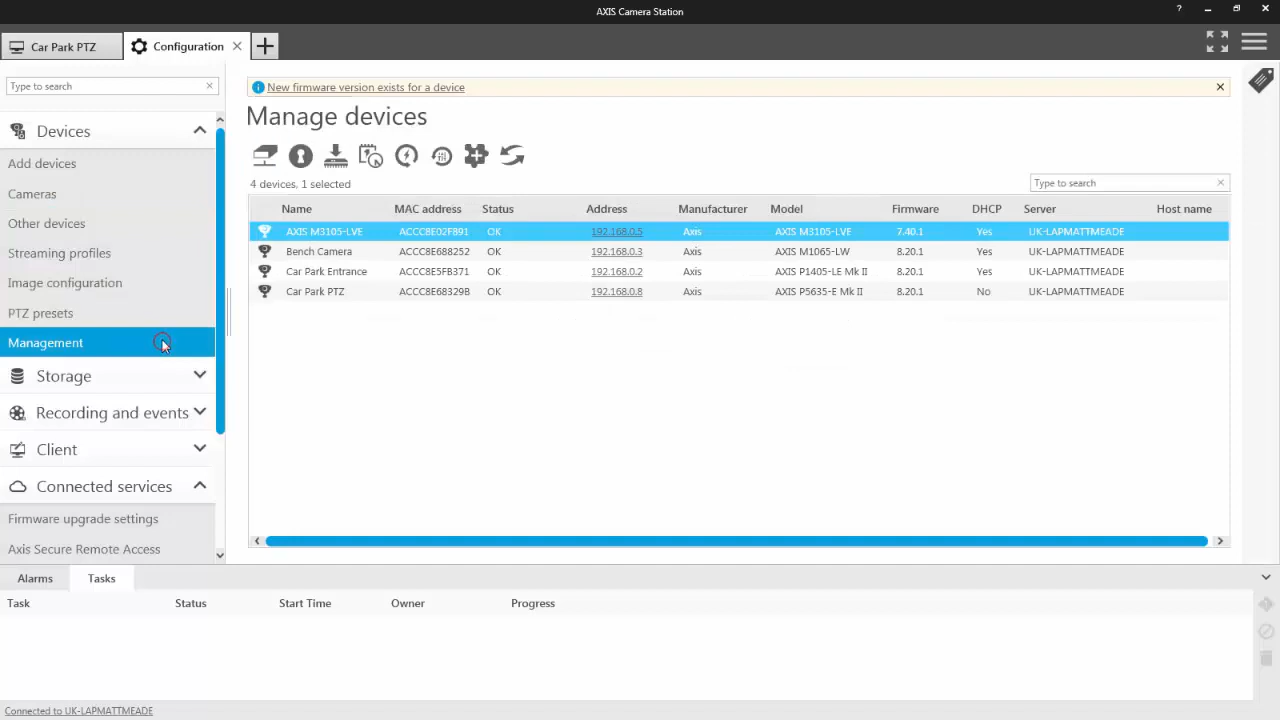 AXIS Camera Station
?
Car Park PTZ
Configuration
Type to search
New firmware version exists for a device
Manage devices
Devices
Add devices
Cameras
Other devices
Streaming profiles
Image configuration
PTZ presets
Management
Storage
Recording and events
Client
Connected services
Firmware upgrade settings
Axis Secure Remote Access
4 devices, 1 selected
Type to search
Name MAC address Status Address Manufacturer Model Firmware DHCP Server Host name
AXIS M3105-LVE ACCC8E02F891 OK 192.168.0.5 Axis AXIS M3105-LVE 7.40.1 Yes UK-LAPMATTMEADE
Bench Camera ACCC8E688252 OK 192.168.0.3 Axis AXIS M1065-LW 8.20.1 Yes UK-LAPMATTMEADE
Car Park Entrance ACCC8E5FB371 OK 192.168.0.2 Axis AXIS P1405-LE Mk II 8.20.1 Yes UK-LAPMATTMEADE
Car Park PTZ ACCC8E68329B OK 192.168.0.8 Axis AXIS P5635-E Mk II 8.20.1 No UK-LAPMATTMEADE
Alarms Tasks
Task Status Start Time Owner Progress
Connected to UK-LAPMATTMEADE